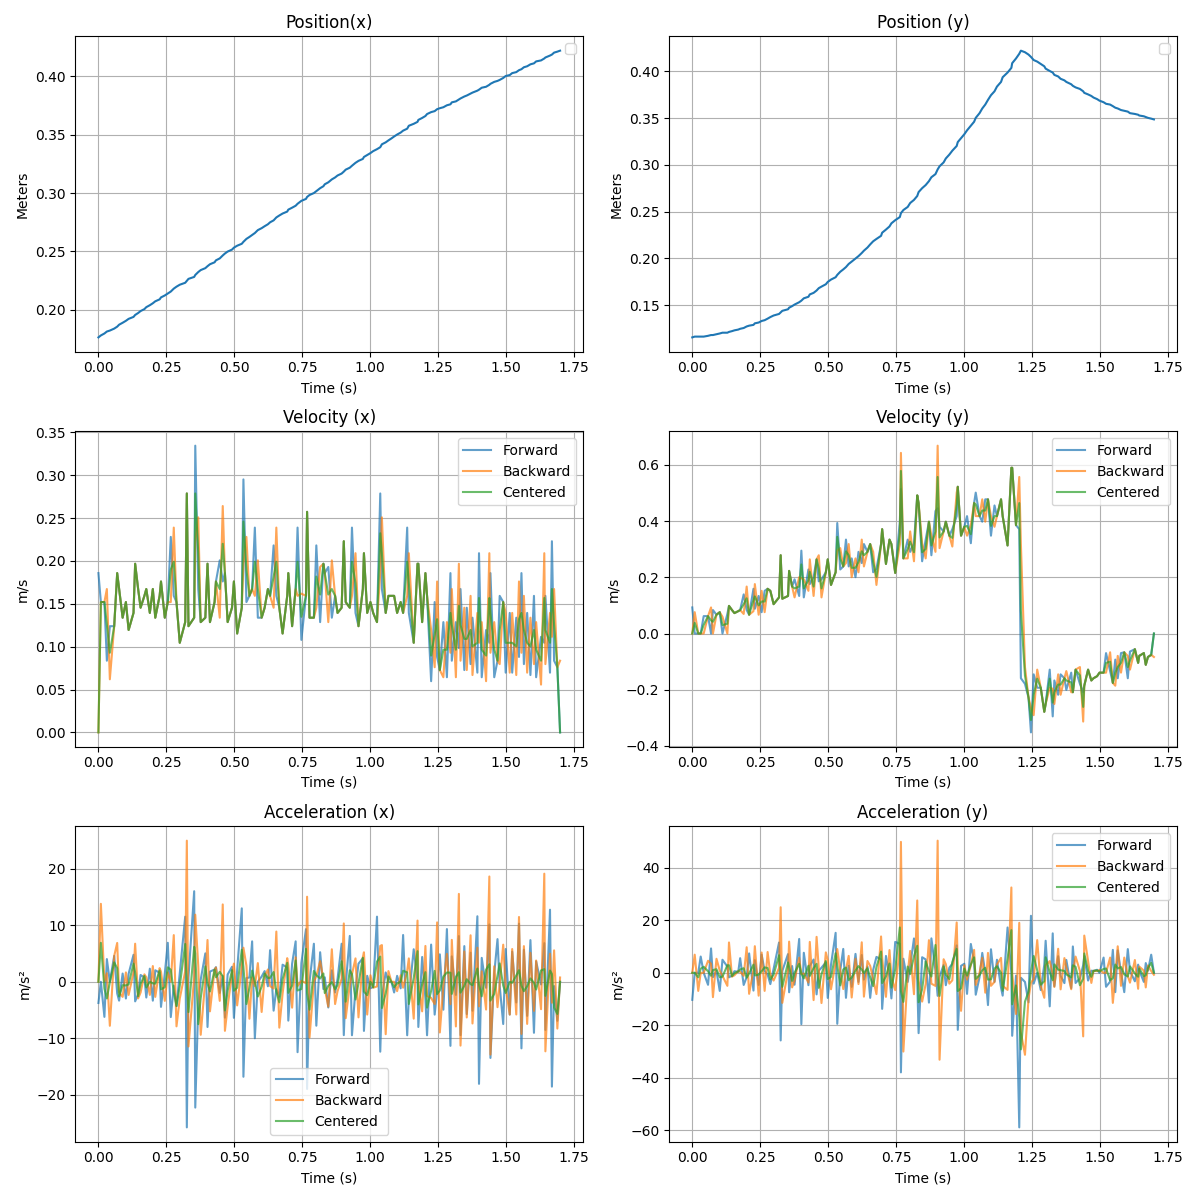 Position(x)
Meters
0.40
0.35
0.30
0.25
0.20
0.00 0.25 0.50 0.75 1.00 1.25 1.50 1.75
Time (s)
Position (y)
Meters
0.40
0.35
0.30
0.25
0.20
0.15
0.00 0.25 0.50 0.75 1.00 1.25 1.50 1.75
Time (s)
Velocity (x)
m/s
0.35
0.30
0.25
0.20
0.15
0.10
0.05
0.00
Forward
Backward
Centered
0.00 0.25 0.50 0.75 1.00 1.25 1.50 1.75
Time (s)
Velocity (y)
m/s
0.6
0.4
0.2
0.0
−0.2
−0.4
Forward
Backward
Centered
0.00 0.25 0.50 0.75 1.00 1.25 1.50 1.75
Time (s)
Acceleration (x)
m/s²
20
10
0
−10
−20
Forward
Backward
Centered
0.00 0.25 0.50 0.75 1.00 1.25 1.50 1.75
Time (s)
Acceleration (y)
m/s²
40
20
0
−20
−40
−60
Forward
Backward
Centered
0.00 0.25 0.50 0.75 1.00 1.25 1.50 1.75
Time (s)